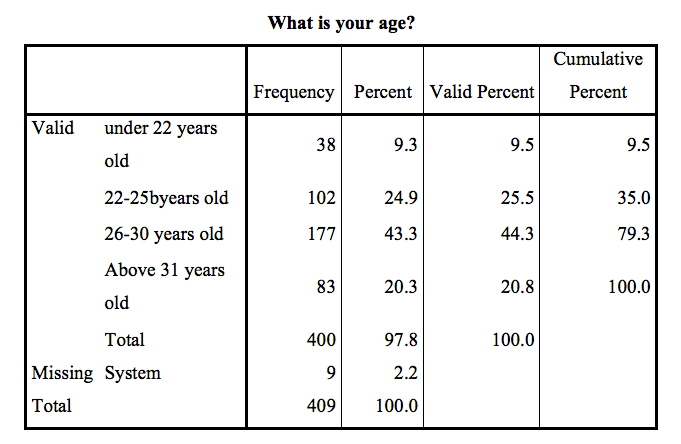 What is your age?
Cumulative
Frequency Percent Valid Percent Percent
Valid under 22 years
old
38 9.3 9.5 9.5
22-25byears old 102 24.9 25.5 35.0
26-30 years old 177 43.3 44.3 79.3
Above 31 years
old
83 20.3 20.8 100.0
Total 400 97.8 100.0
Missing System 9 2.2
Total 409 100.0